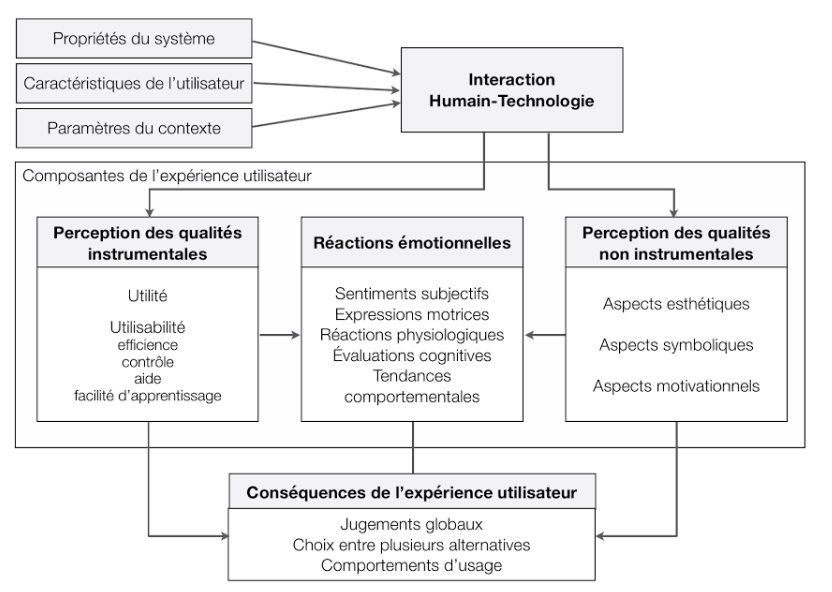 Propriétés du système
Caractéristiques de l'utilisateur
Paramètres du contexte
Interaction
Humain-Technologie
Composantes de l'expérience utilisateur
Perception des qualités
instrumentales
Utilité
Utilisabilité
efficience
contrôle
aide
facilité d'apprentissage
Réactions émotionnelles
Sentiments subjectifs
Expressions motrices
Réactions physiologiques
Évaluations cognitives
Tendances
comportementales
Perception des qualités
non instrumentales
Aspects esthétiques
Aspects symboliques
Aspects motivationnels
Conséquences de l'expérience utilisateur
Jugements globaux
Choix entre plusieurs alternatives
Comportements d'usage